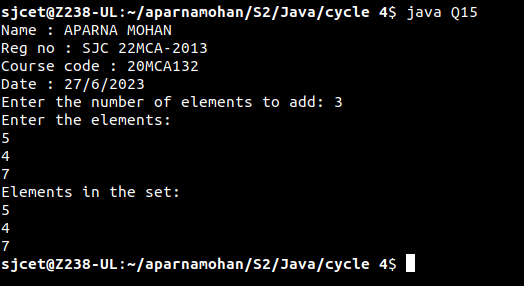 sjcet@Z238-UL:~/aparnamohan/S2/Java/cycle 4$ java Q15
Name : APARNA MOHAN
Reg no : SJC 22MCA-2013
Course code : 20MCA132
Date : 27/6/2023
Enter the number of elements to add: 3
Enter the elements:
5
4
7
Elements in the set:
5
4
7
sjcet@Z238-UL:~/aparnamohan/S2/Java/cycle 4$